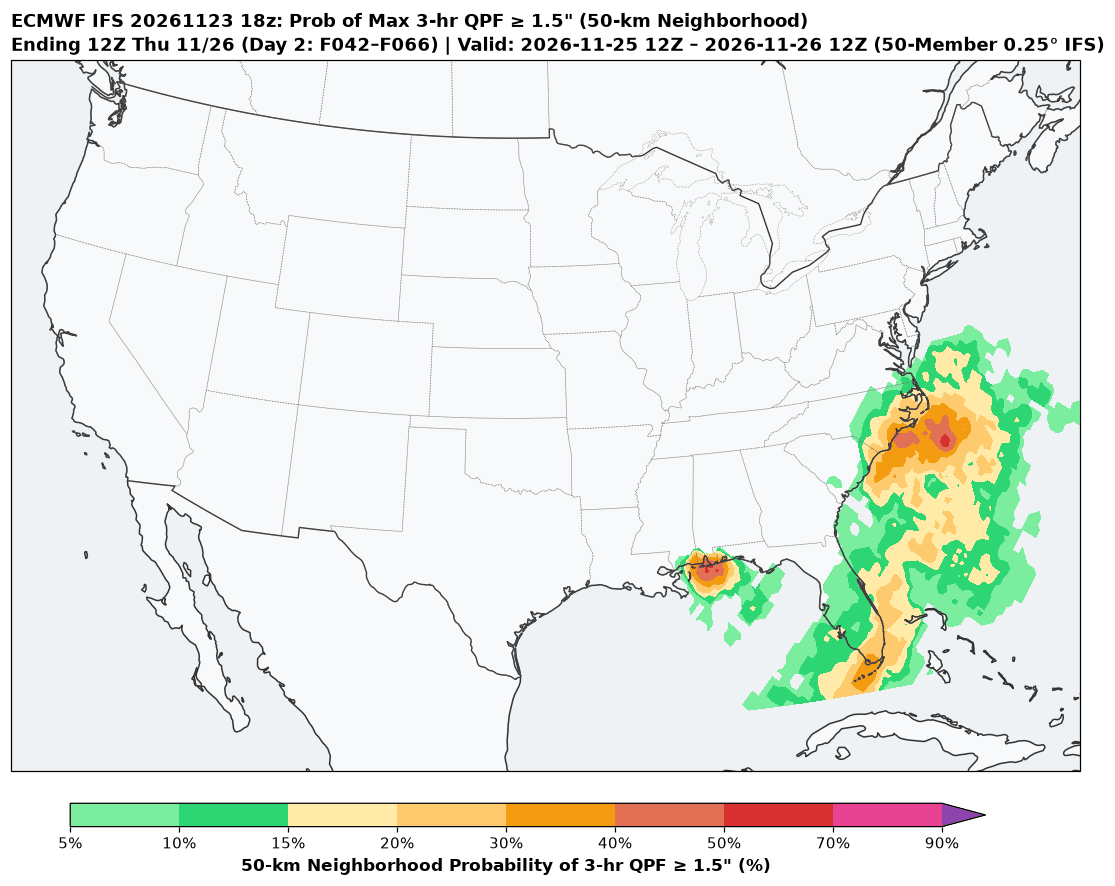 ECMWF IFS 20261123 18z: Prob of Max 3-hr QPF ≥ 1.5" (50-km Neighborhood)
Ending 12Z Thu 11/26 (Day 2: F042–F066) | Valid: 2026-11-25 12Z – 2026-11-26 12Z (50-Member 0.25° IFS)
5% 10% 15% 20% 30% 40% 50% 70% 90%
50-km Neighborhood Probability of 3-hr QPF ≥ 1.5" (%)